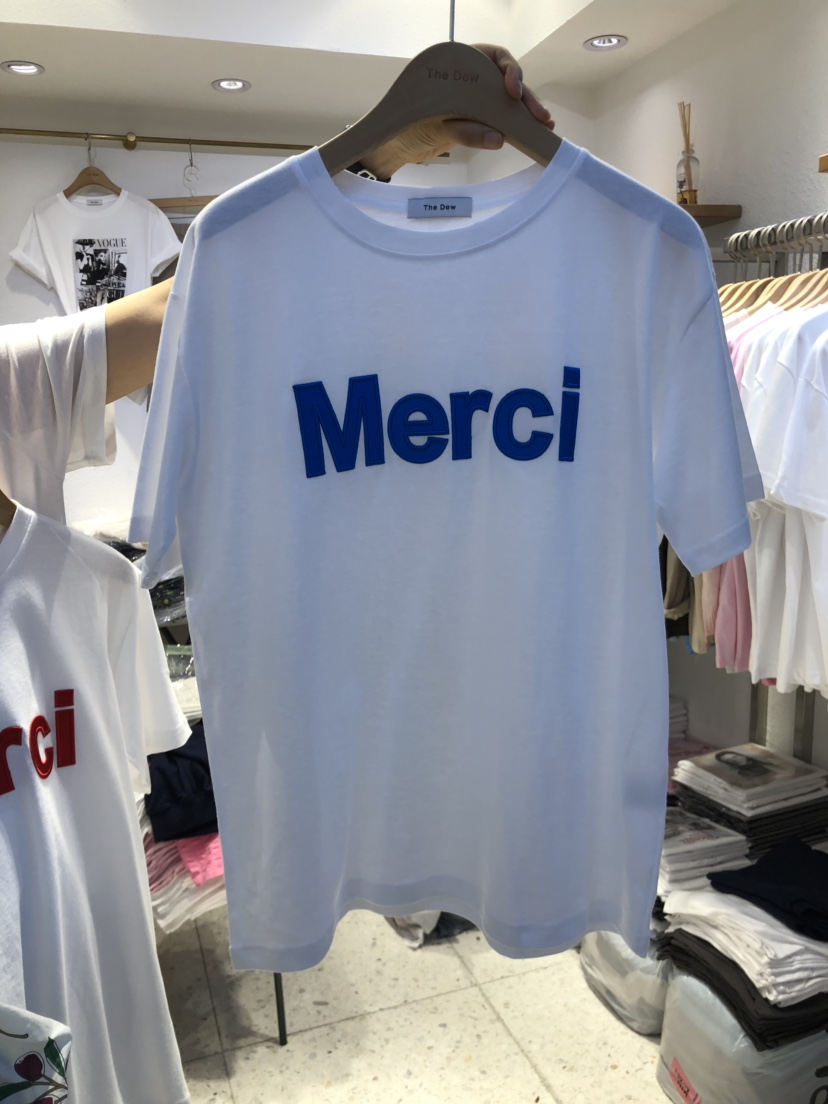 The Dew
The Dew
VOGUE
Merci
rci